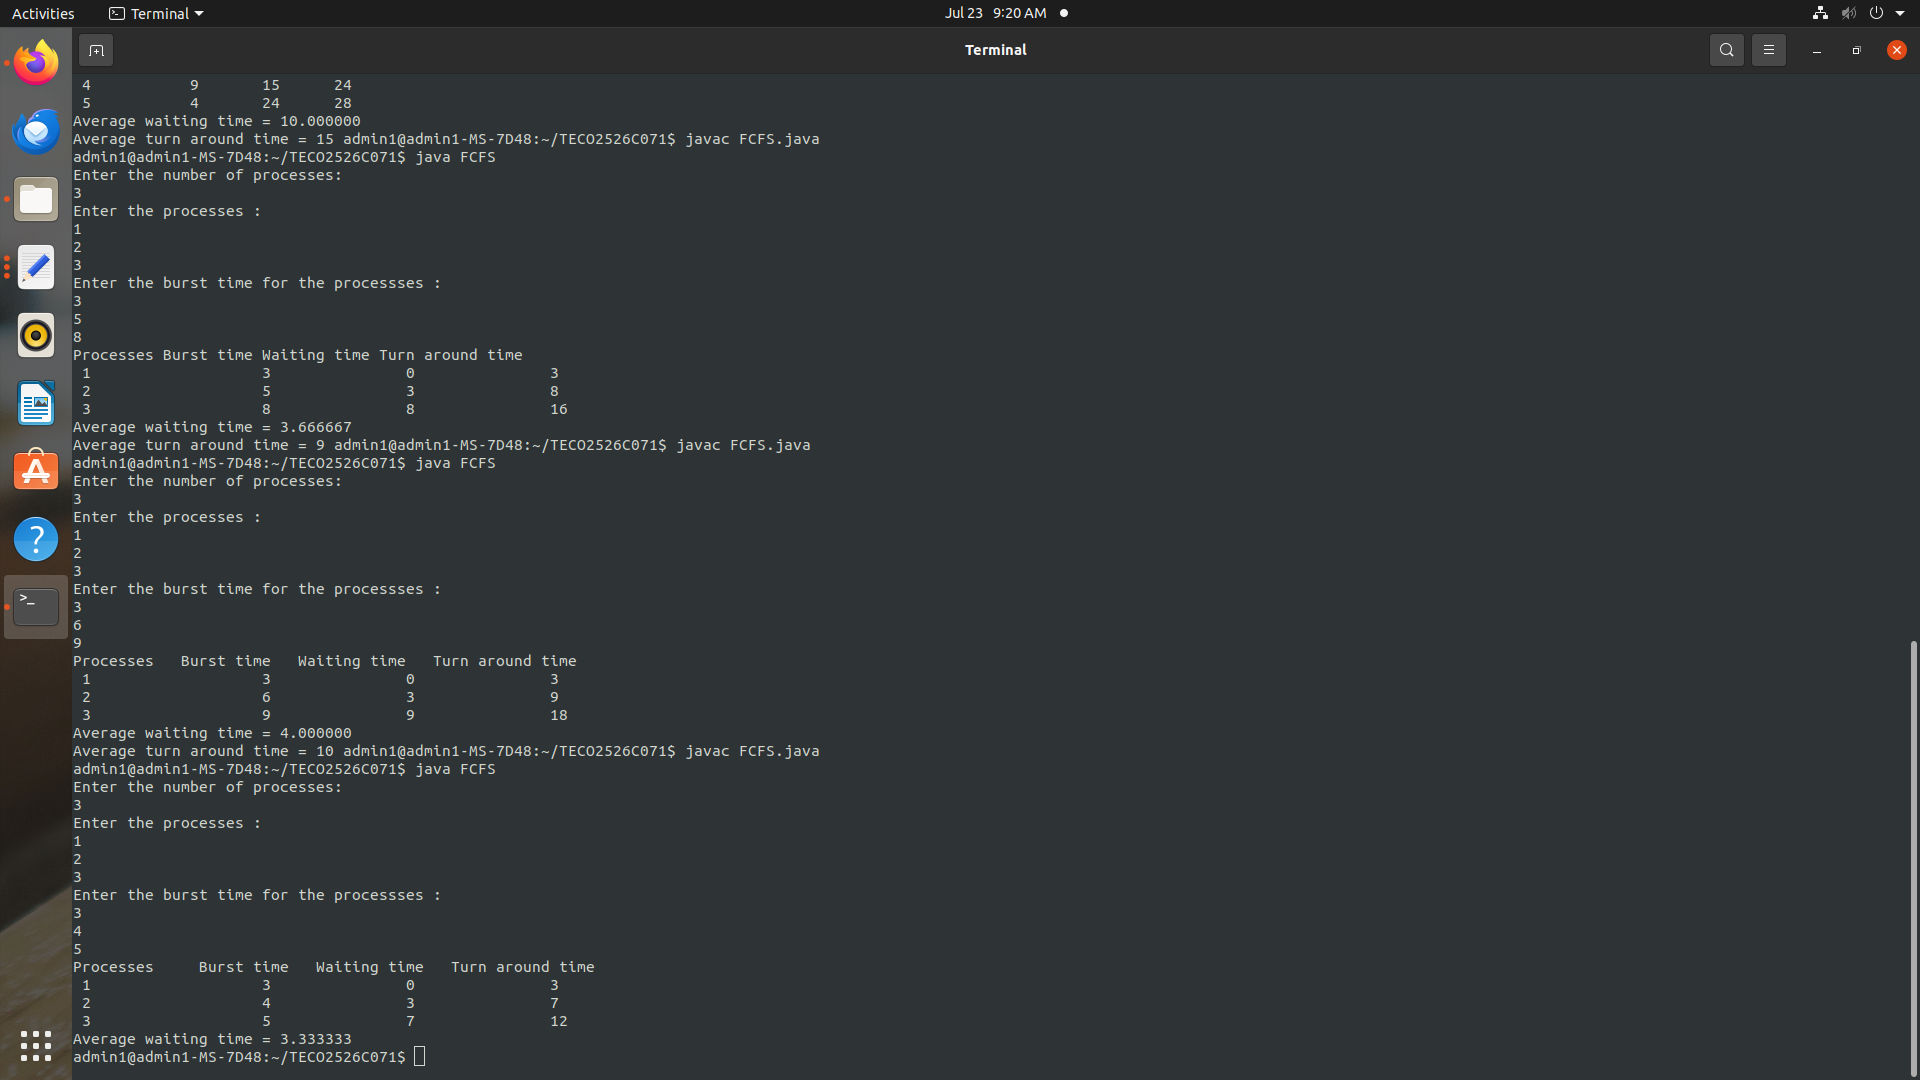 Activities Terminal Jul 23 9:20 AM
Terminal
4 9 15 24
5 4 24 28
Average waiting time = 10.000000
Average turn around time = 15 admin1@admin1-MS-7D48:~/TECO2526C071$ javac FCFS.java
admin1@admin1-MS-7D48:~/TECO2526C071$ java FCFS
Enter the number of processes:
3
Enter the processes :
1
2
3
Enter the burst time for the processses :
3
5
8
Processes Burst time Waiting time Turn around time
1 3 0 3
2 5 3 8
3 8 8 16
Average waiting time = 3.666667
Average turn around time = 9 admin1@admin1-MS-7D48:~/TECO2526C071$ javac FCFS.java
admin1@admin1-MS-7D48:~/TECO2526C071$ java FCFS
Enter the number of processes:
3
Enter the processes :
1
2
3
Enter the burst time for the processses :
3
6
9
Processes Burst time Waiting time Turn around time
1 3 0 3
2 6 3 9
3 9 9 18
Average waiting time = 4.000000
Average turn around time = 10 admin1@admin1-MS-7D48:~/TECO2526C071$ javac FCFS.java
admin1@admin1-MS-7D48:~/TECO2526C071$ java FCFS
Enter the number of processes:
3
Enter the processes :
1
2
3
Enter the burst time for the processses :
3
4
5
Processes Burst time Waiting time Turn around time
1 3 0 3
2 4 3 7
3 5 7 12
Average waiting time = 3.333333
admin1@admin1-MS-7D48:~/TECO2526C071$